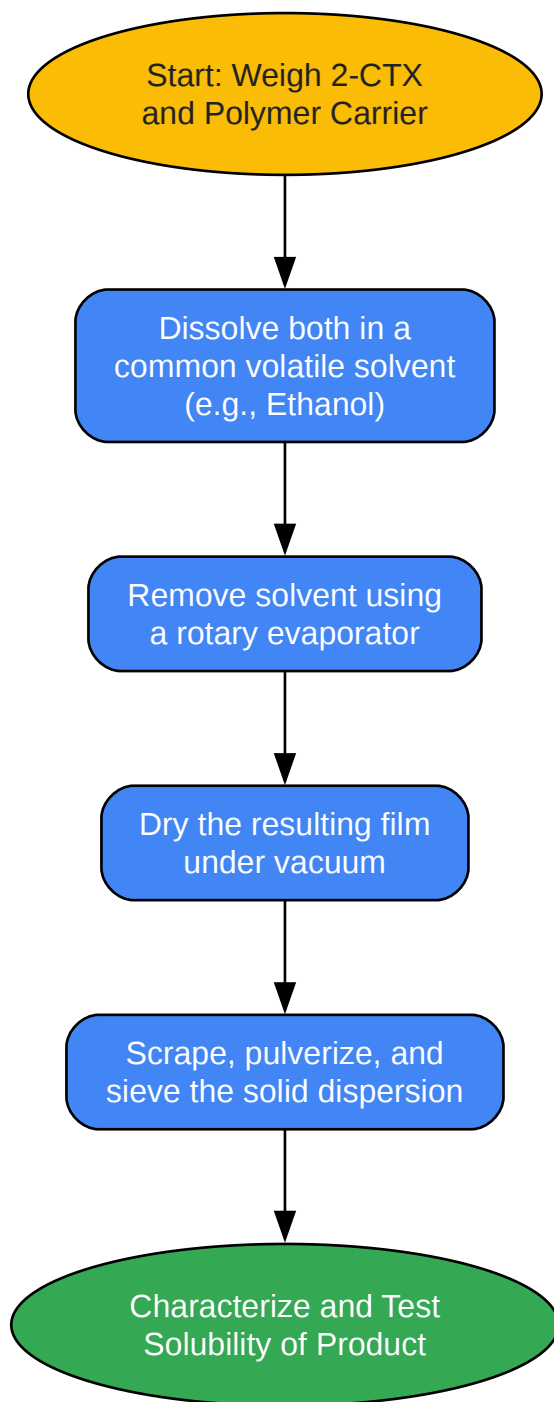 Start: Weigh 2-CTX
and Polymer Carrier
Dissolve both in a
common volatile solvent
(e.g., Ethanol)
Remove solvent using
a rotary evaporator
Dry the resulting film
under vacuum
Scrape, pulverize, and
sieve the solid dispersion
Characterize and Test
Solubility of Product